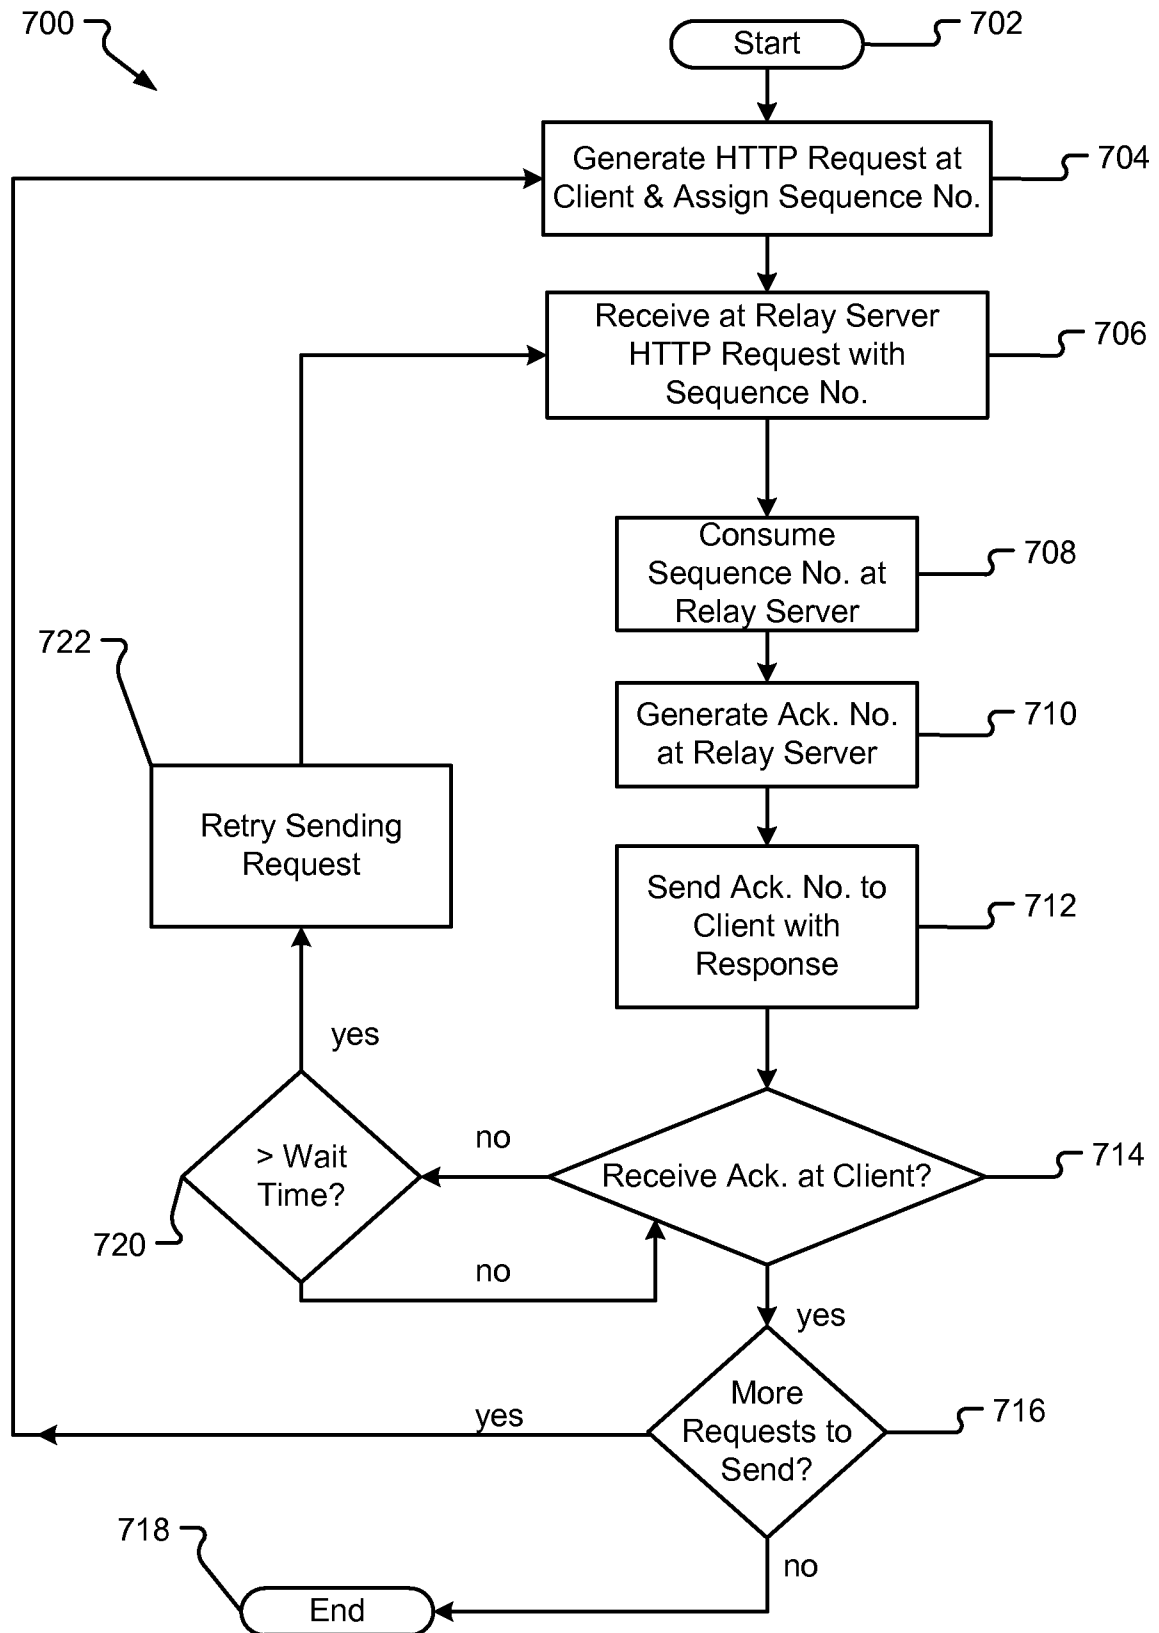 700
Start
702
Generate HTTP Request at
Client & Assign Sequence No.
704
Receive at Relay Server
HTTP Request with
Sequence No.
706
Consume
Sequence No. at
Relay Server
708
722
Generate Ack. No.
at Relay Server
710
Retry Sending
Request
Send Ack. No. to
Client with
Response
712
yes
> Wait
Time?
no
Receive Ack. at Client?
714
720
no
yes
More
Requests to
Send?
716
yes
718
no
End